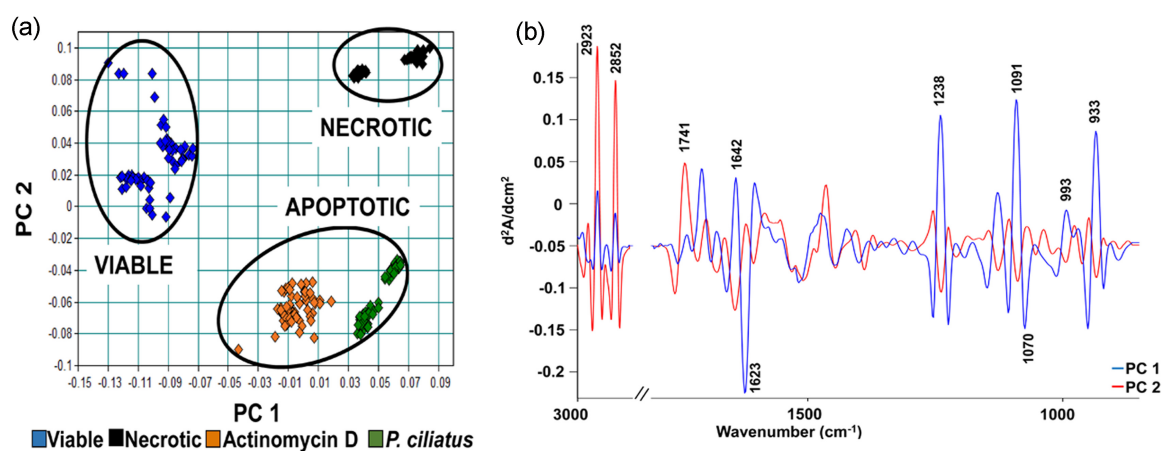 (a)
0.1
0.08
0.06
0.04
0.02
0
-0.02
-0.04
-0.06
-0.08
-0.1
PC 2
NECROTIC
APOPTOTIC
VIABLE
-0.15 -0.13 -0.11 -0.09 -0.07 -0.05 -0.03 -0.01 0.01 0.03 0.05 0.07 0.09
PC 1
Viable Necrotic Actinomycin D P. ciliatus
(b)
0.15
0.1
0.05
0
-0.05
-0.1
-0.15
-0.2
d²A/dcm²
2923
2852
1741
1642
1623
1238
1091
1070
993
933
3000 // 1500 1000
Wavenumber (cm⁻¹)
PC 1
PC 2